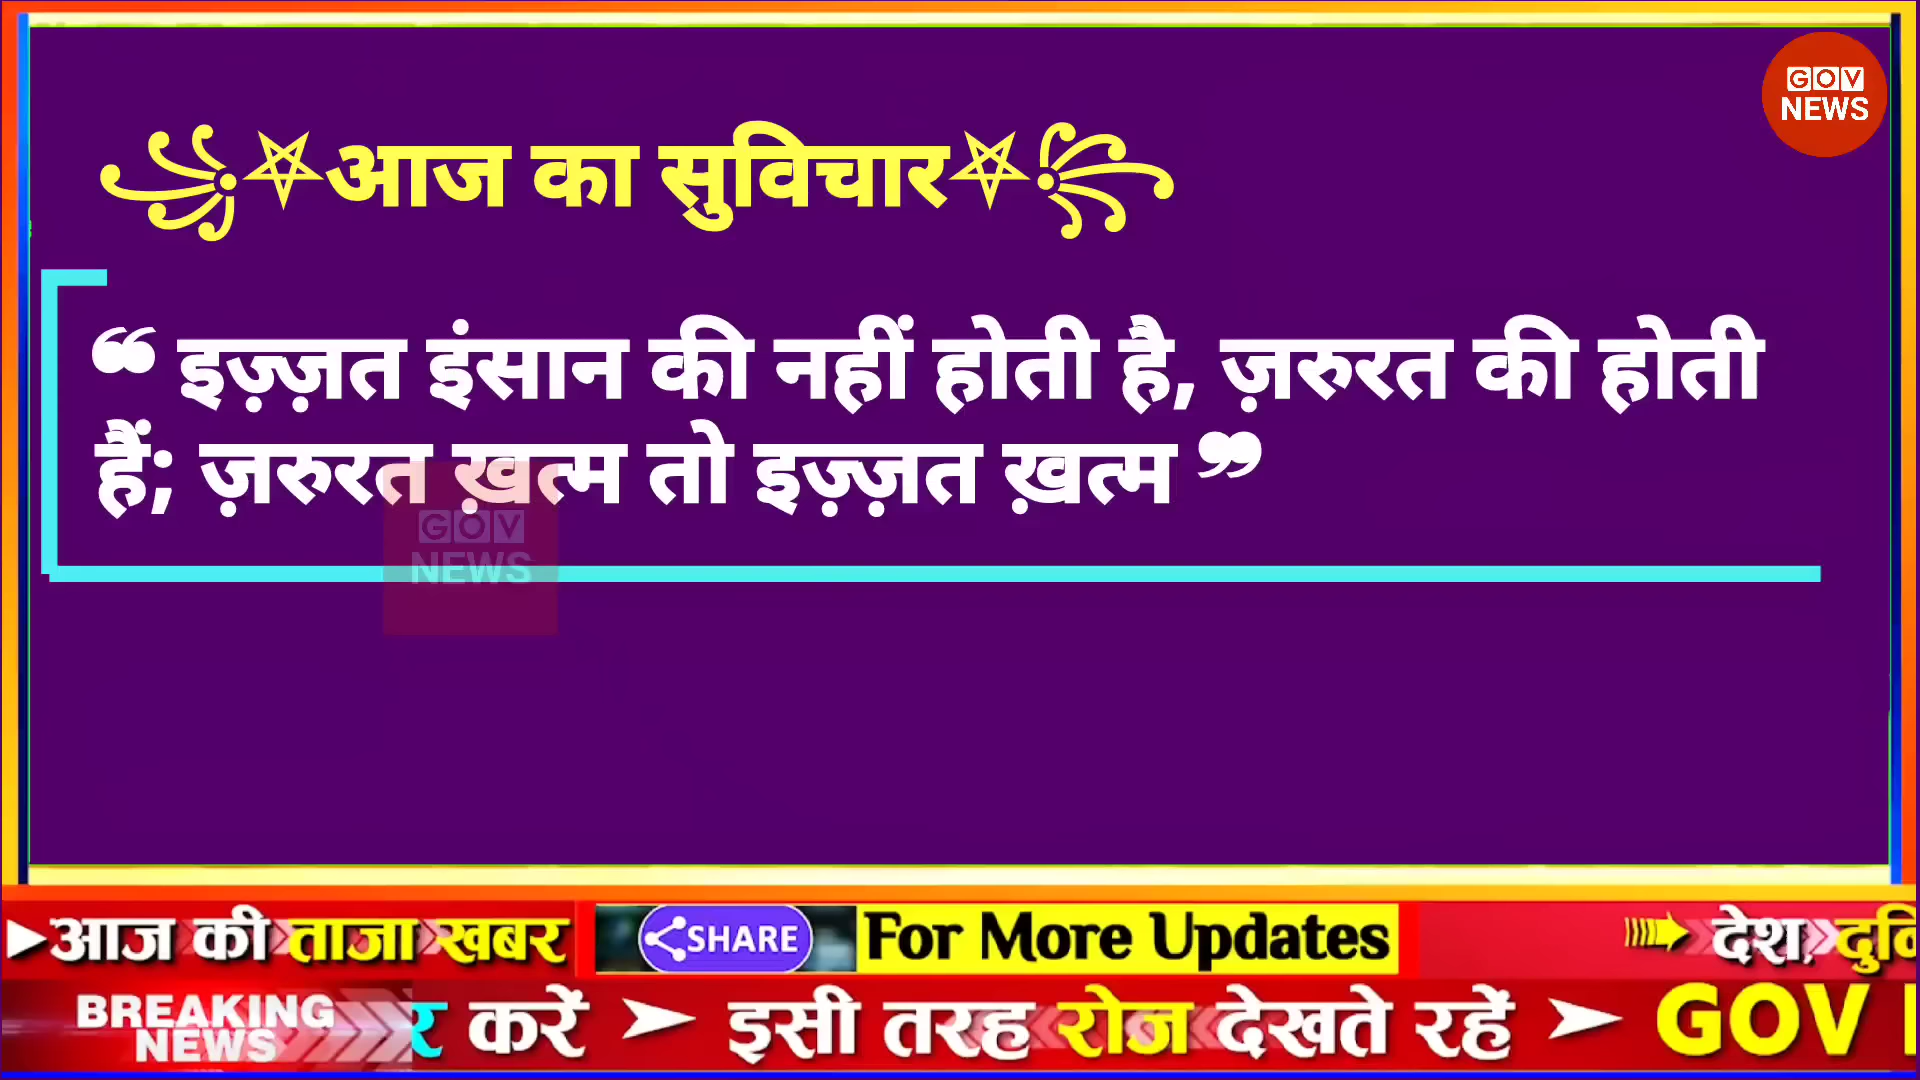 GOV
NEWS
꧁⛧आज का सुविचार⛧꧂
❝ इज़्ज़त इंसान की नहीं होती है, ज़रुरत की होती
हैं; ज़रुरत ख़त्म तो इज़्ज़त ख़त्म ❞
GOV
NEWS
आज की ताजा खबर
SHARE
For More Updates
देश,
BREAKING
NEWS
करें ➤ इसी तरह रोज देखते रहें ➤ GOV